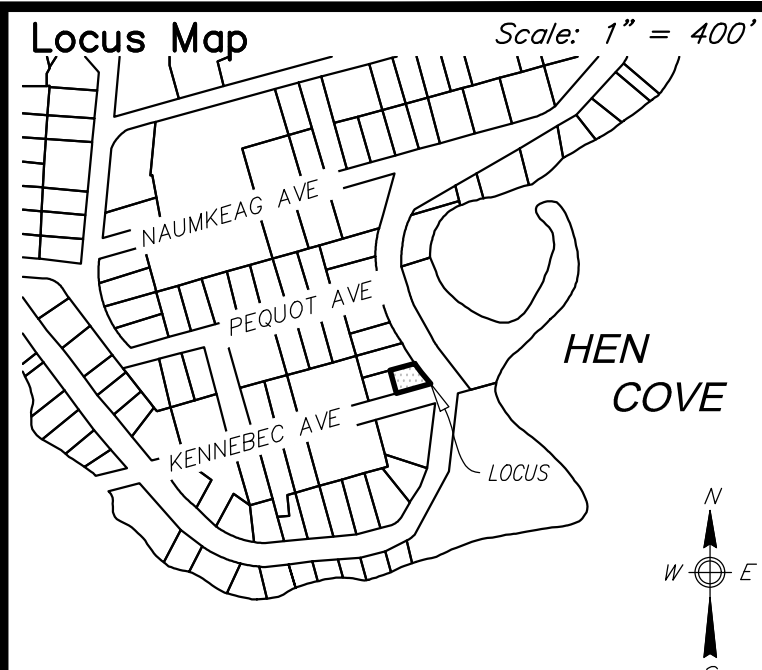 Locus Map
Scale: 1" = 400'
NAUMKEAG AVE
PEQUOT AVE
HEN
COVE
KENNEBEC AVE
LOCUS
N
W E